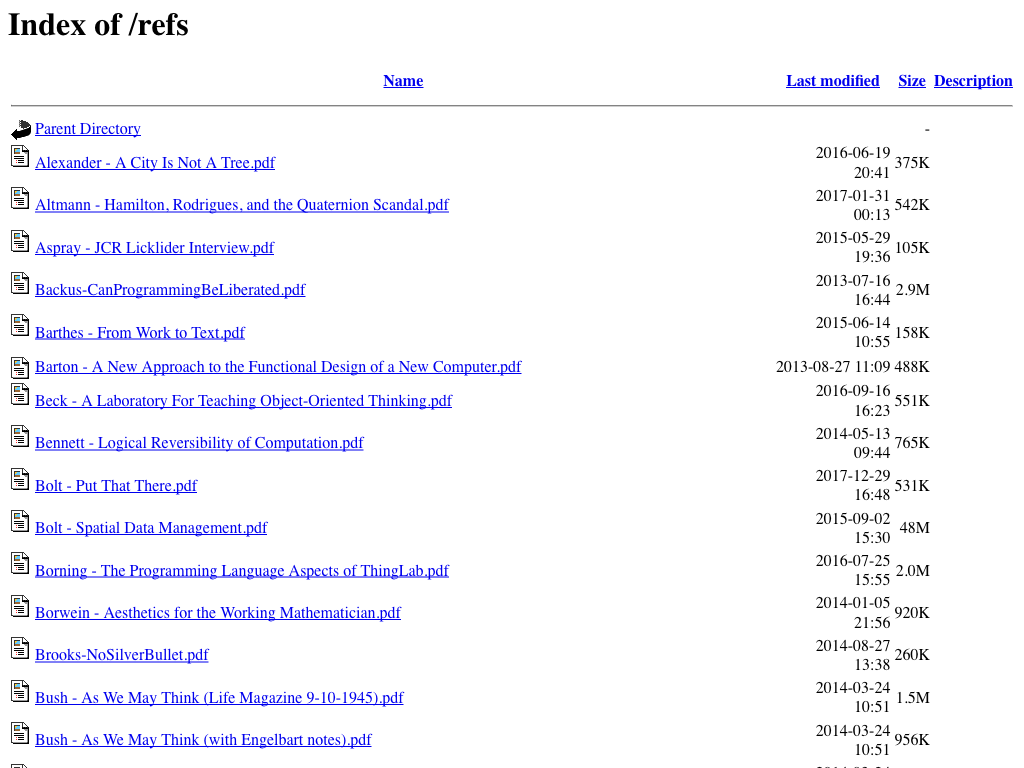 Index of /refs
Name Last modified Size Description
Parent Directory -
Alexander - A City Is Not A Tree.pdf 2016-06-19 20:41 375K
Altmann - Hamilton, Rodrigues, and the Quaternion Scandal.pdf 2017-01-31 00:13 542K
Aspray - JCR Licklider Interview.pdf 2015-05-29 19:36 105K
Backus-CanProgrammingBeLiberated.pdf 2013-07-16 16:44 2.9M
Barthes - From Work to Text.pdf 2015-06-14 10:55 158K
Barton - A New Approach to the Functional Design of a New Computer.pdf 2013-08-27 11:09 488K
Beck - A Laboratory For Teaching Object-Oriented Thinking.pdf 2016-09-16 16:23 551K
Bennett - Logical Reversibility of Computation.pdf 2014-05-13 09:44 765K
Bolt - Put That There.pdf 2017-12-29 16:48 531K
Bolt - Spatial Data Management.pdf 2015-09-02 15:30 48M
Borning - The Programming Language Aspects of ThingLab.pdf 2016-07-25 15:55 2.0M
Borwein - Aesthetics for the Working Mathematician.pdf 2014-01-05 21:56 920K
Brooks-NoSilverBullet.pdf 2014-08-27 13:38 260K
Bush - As We May Think (Life Magazine 9-10-1945).pdf 2014-03-24 10:51 1.5M
Bush - As We May Think (with Engelbart notes).pdf 2014-03-24 10:51 956K